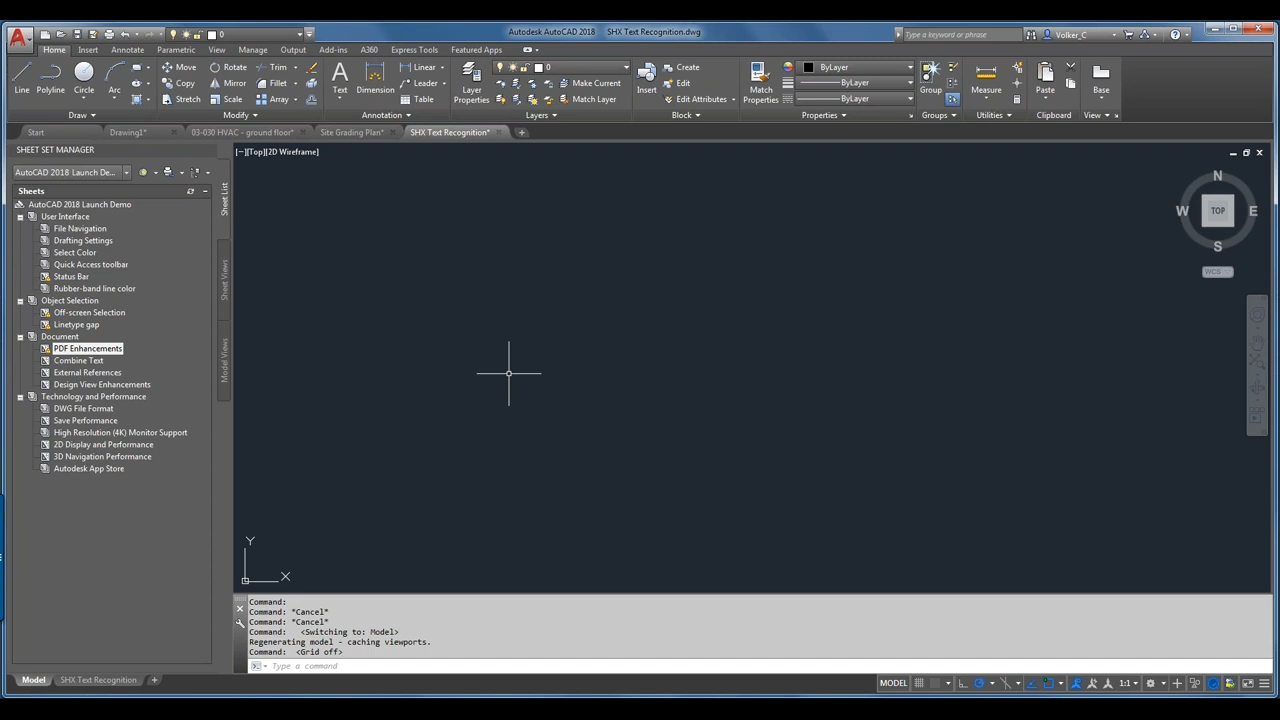 Autodesk AutoCAD 2018 SHX Text Recognition.dwg
0
Type a keyword or phrase
Volker_C
Home Insert Annotate Parametric View Manage Output Add-ins A360 Express Tools Featured Apps
Line Polyline Circle Arc
Move Rotate Trim
Copy Mirror Fillet
Stretch Scale Array
Text Dimension
Linear
Leader
Table
Layer Properties
0
Make Current
Match Layer
Insert
Create
Edit
Edit Attributes
Match Properties
ByLayer
ByLayer
ByLayer
Group Measure Paste Base
Draw Modify Annotation Layers Block Properties Groups Utilities Clipboard View
Start Drawing1* 03-030 HVAC - ground floor* Site Grading Plan* SHX Text Recognition*
SHEET SET MANAGER
[−][Top][2D Wireframe]
AutoCAD 2018 Launch De...
Sheets
AutoCAD 2018 Launch Demo
User Interface
File Navigation
Drafting Settings
Select Color
Quick Access toolbar
Status Bar
Rubber-band line color
Object Selection
Off-screen Selection
Linetype gap
Document
PDF Enhancements
Combine Text
External References
Design View Enhancements
Technology and Performance
DWG File Format
Save Performance
High Resolution (4K) Monitor Support
2D Display and Performance
3D Navigation Performance
Autodesk App Store
Sheet List
Sheet Views
Model Views
N
W TOP E
S
WCS
Y
X
Command:
Command: *Cancel*
Command: *Cancel*
Command: <Switching to: Model>
Regenerating model - caching viewports.
Command: <Grid off>
Type a command
Model SHX Text Recognition
MODEL 1:1